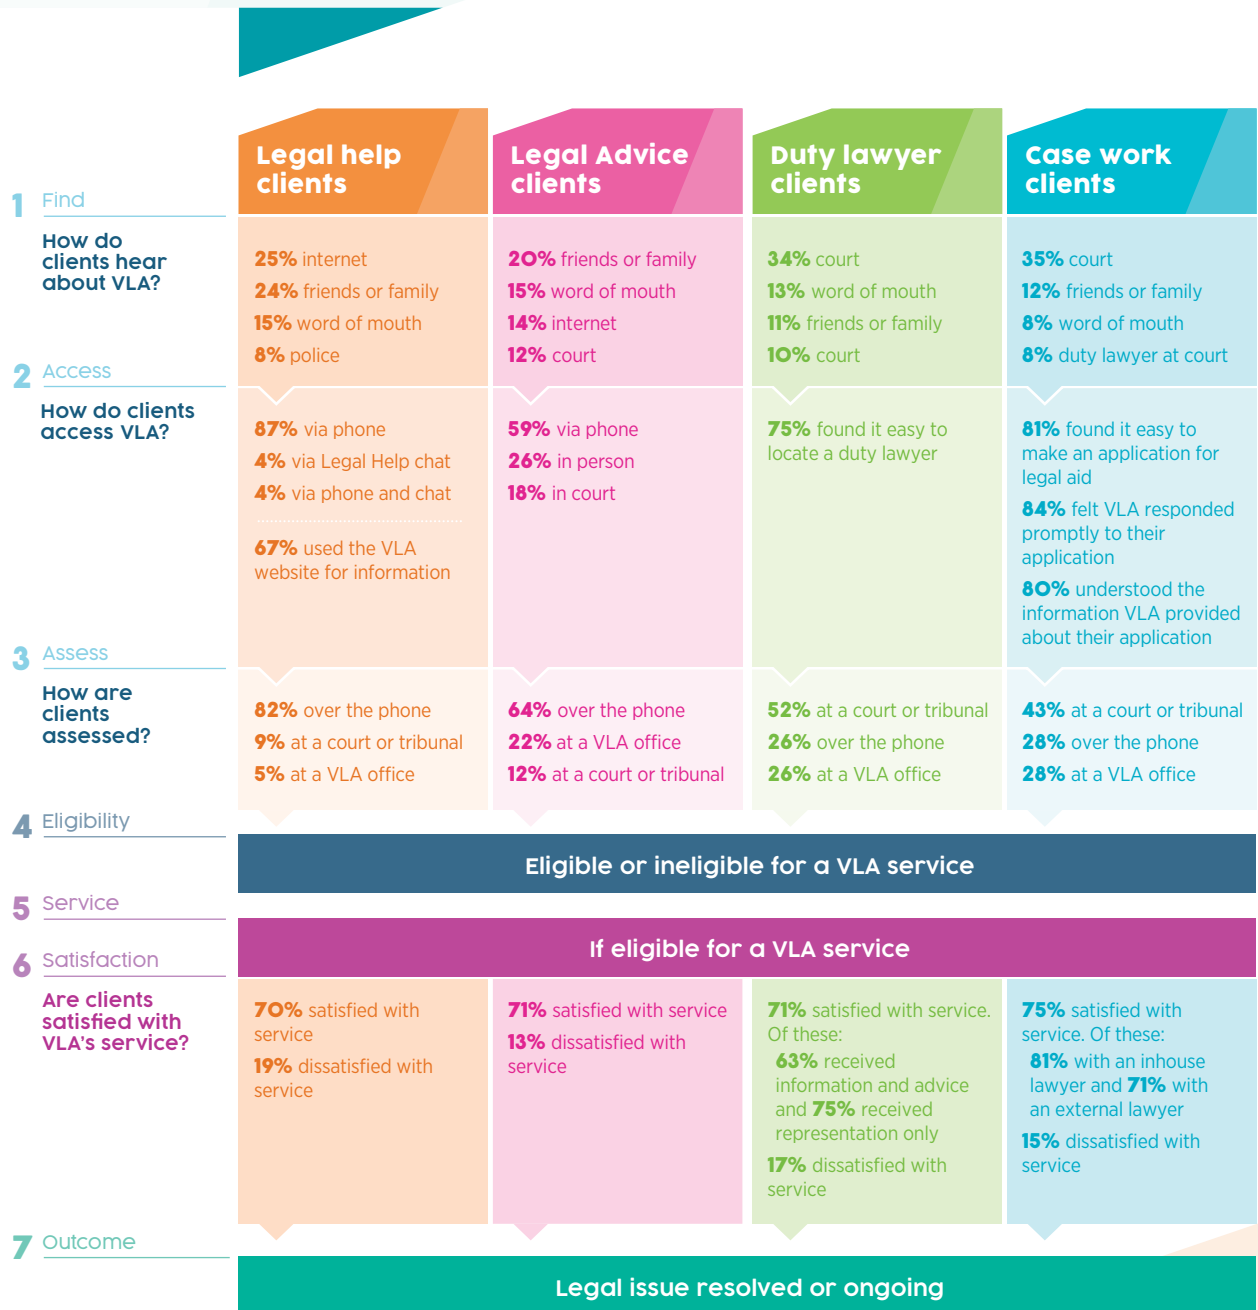 Legal help
clients
Legal Advice
clients
Duty lawyer
clients
Case work
clients
1 Find
How do
clients hear
about VLA?
25% internet
24% friends or family
15% word of mouth
8% police
20% friends or family
15% word of mouth
14% internet
12% court
34% court
13% word of mouth
11% friends or family
10% court
35% court
12% friends or family
8% word of mouth
8% duty lawyer at court
2 Access
How do clients
access VLA?
87% via phone
4% via Legal Help chat
4% via phone and chat
67% used the VLA
website for information
59% via phone
26% in person
18% in court
75% found it easy to
locate a duty lawyer
81% found it easy to
make an application for
legal aid
84% felt VLA responded
promptly to their
application
80% understood the
information VLA provided
about their application
3 Assess
How are
clients
assessed?
82% over the phone
9% at a court or tribunal
5% at a VLA office
64% over the phone
22% at a VLA office
12% at a court or tribunal
52% at a court or tribunal
26% over the phone
26% at a VLA office
43% at a court or tribunal
28% over the phone
28% at a VLA office
4 Eligibility
Eligible or ineligible for a VLA service
5 Service
If eligible for a VLA service
6 Satisfaction
Are clients
satisfied with
VLA's service?
70% satisfied with
service
19% dissatisfied with
service
71% satisfied with service
13% dissatisfied with
service
71% satisfied with service.
Of these:
63% received
information and advice
and 75% received
representation only
17% dissatisfied with
service
75% satisfied with
service. Of these:
81% with an inhouse
lawyer and 71% with
an external lawyer
15% dissatisfied with
service
7 Outcome
Legal issue resolved or ongoing